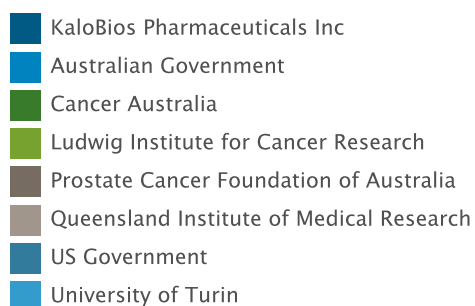 KaloBios Pharmaceuticals Inc
Australian Government
Cancer Australia
Ludwig Institute for Cancer Research
Prostate Cancer Foundation of Australia
Queensland Institute of Medical Research
US Government
University of Turin